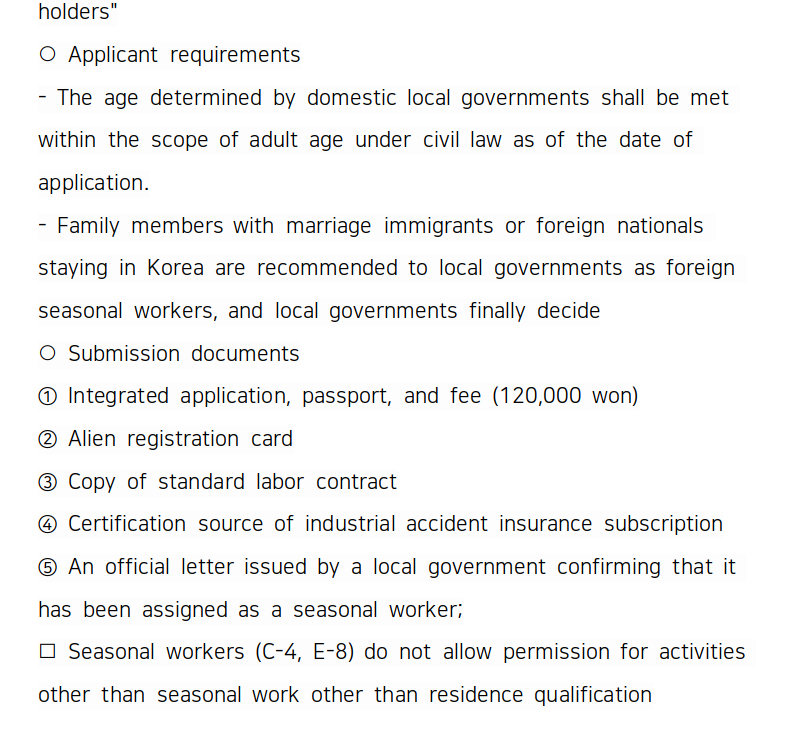 holders"
○ Applicant requirements
- The age determined by domestic local governments shall be met
within the scope of adult age under civil law as of the date of
application.
- Family members with marriage immigrants or foreign nationals
staying in Korea are recommended to local governments as foreign
seasonal workers, and local governments finally decide
○ Submission documents
① Integrated application, passport, and fee (120,000 won)
② Alien registration card
③ Copy of standard labor contract
④ Certification source of industrial accident insurance subscription
⑤ An official letter issued by a local government confirming that it
has been assigned as a seasonal worker;
□ Seasonal workers (C-4, E-8) do not allow permission for activities
other than seasonal work other than residence qualification